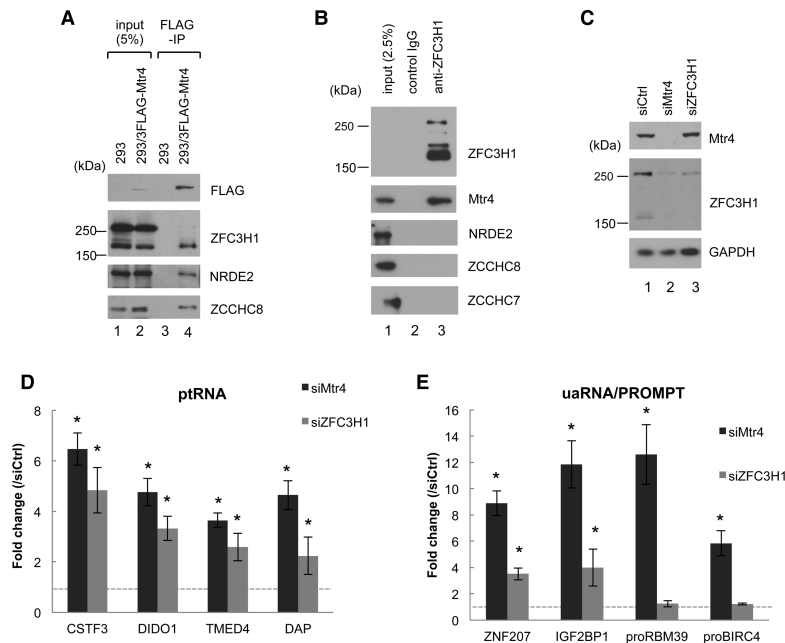 A
input
(5%)
FLAG
-IP
293
293/3FLAG-Mtr4
293
293/3FLAG-Mtr4
(kDa)
FLAG
250
ZFC3H1
150
NRDE2
ZCCHC8
1 2 3 4
B
input (2.5%)
control IgG
anti-ZFC3H1
(kDa)
250
ZFC3H1
150
Mtr4
NRDE2
ZCCHC8
ZCCHC7
1 2 3
C
siCtrl
siMtr4
siZFC3H1
(kDa)
Mtr4
250
ZFC3H1
150
GAPDH
1 2 3
D
ptRNA
siMtr4
siZFC3H1
Fold change (/siCtrl)
8
6
4
2
0
* * * * * * * *
CSTF3 DIDO1 TMED4 DAP
E
uaRNA/PROMPT
siMtr4
siZFC3H1
Fold change (/siCtrl)
16
14
12
10
8
6
4
2
0
* * * * * *
ZNF207 IGF2BP1 proRBM39 proBIRC4